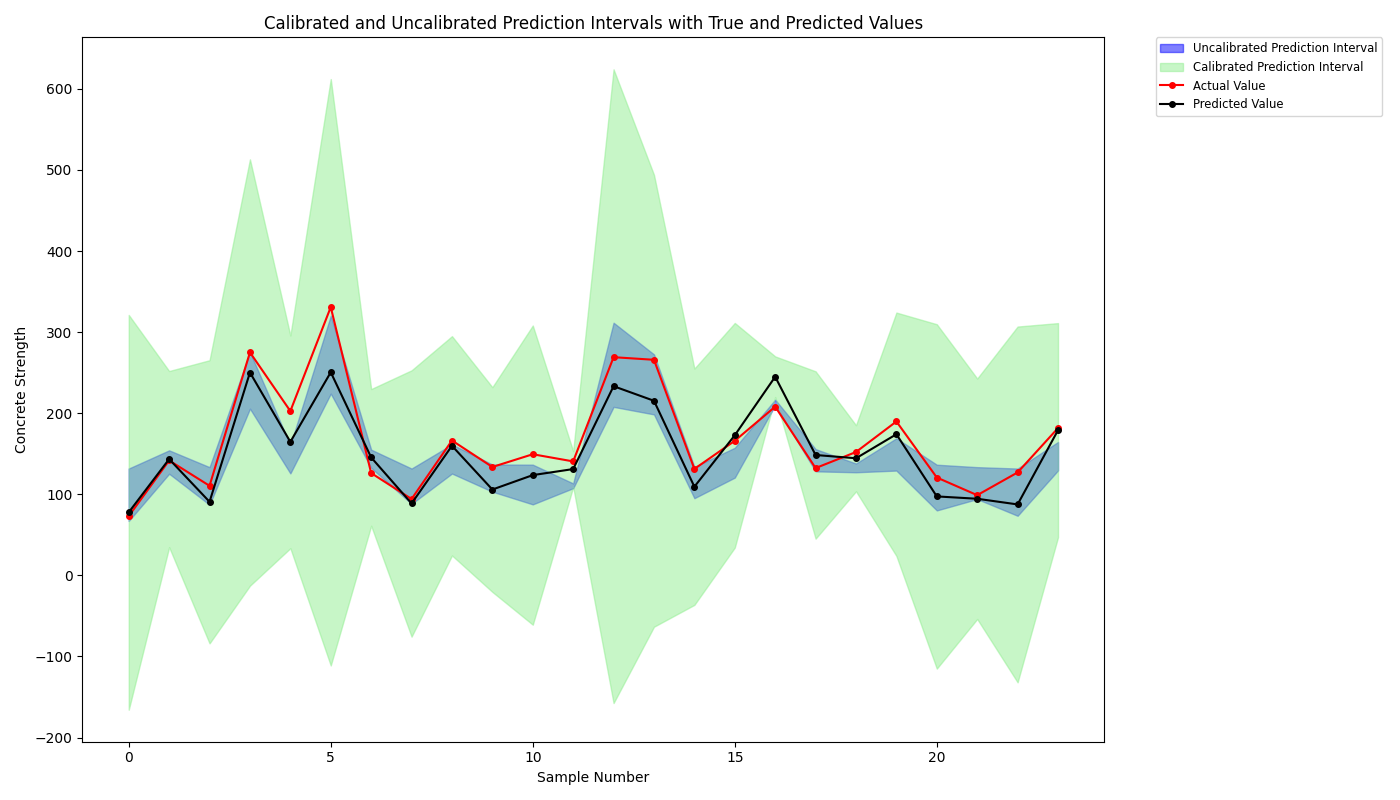 Calibrated and Uncalibrated Prediction Intervals with True and Predicted Values
Uncalibrated Prediction Interval
Calibrated Prediction Interval
Actual Value
Predicted Value
Concrete Strength
600
500
400
300
200
100
0
−100
−200
0
5
10
15
20
Sample Number